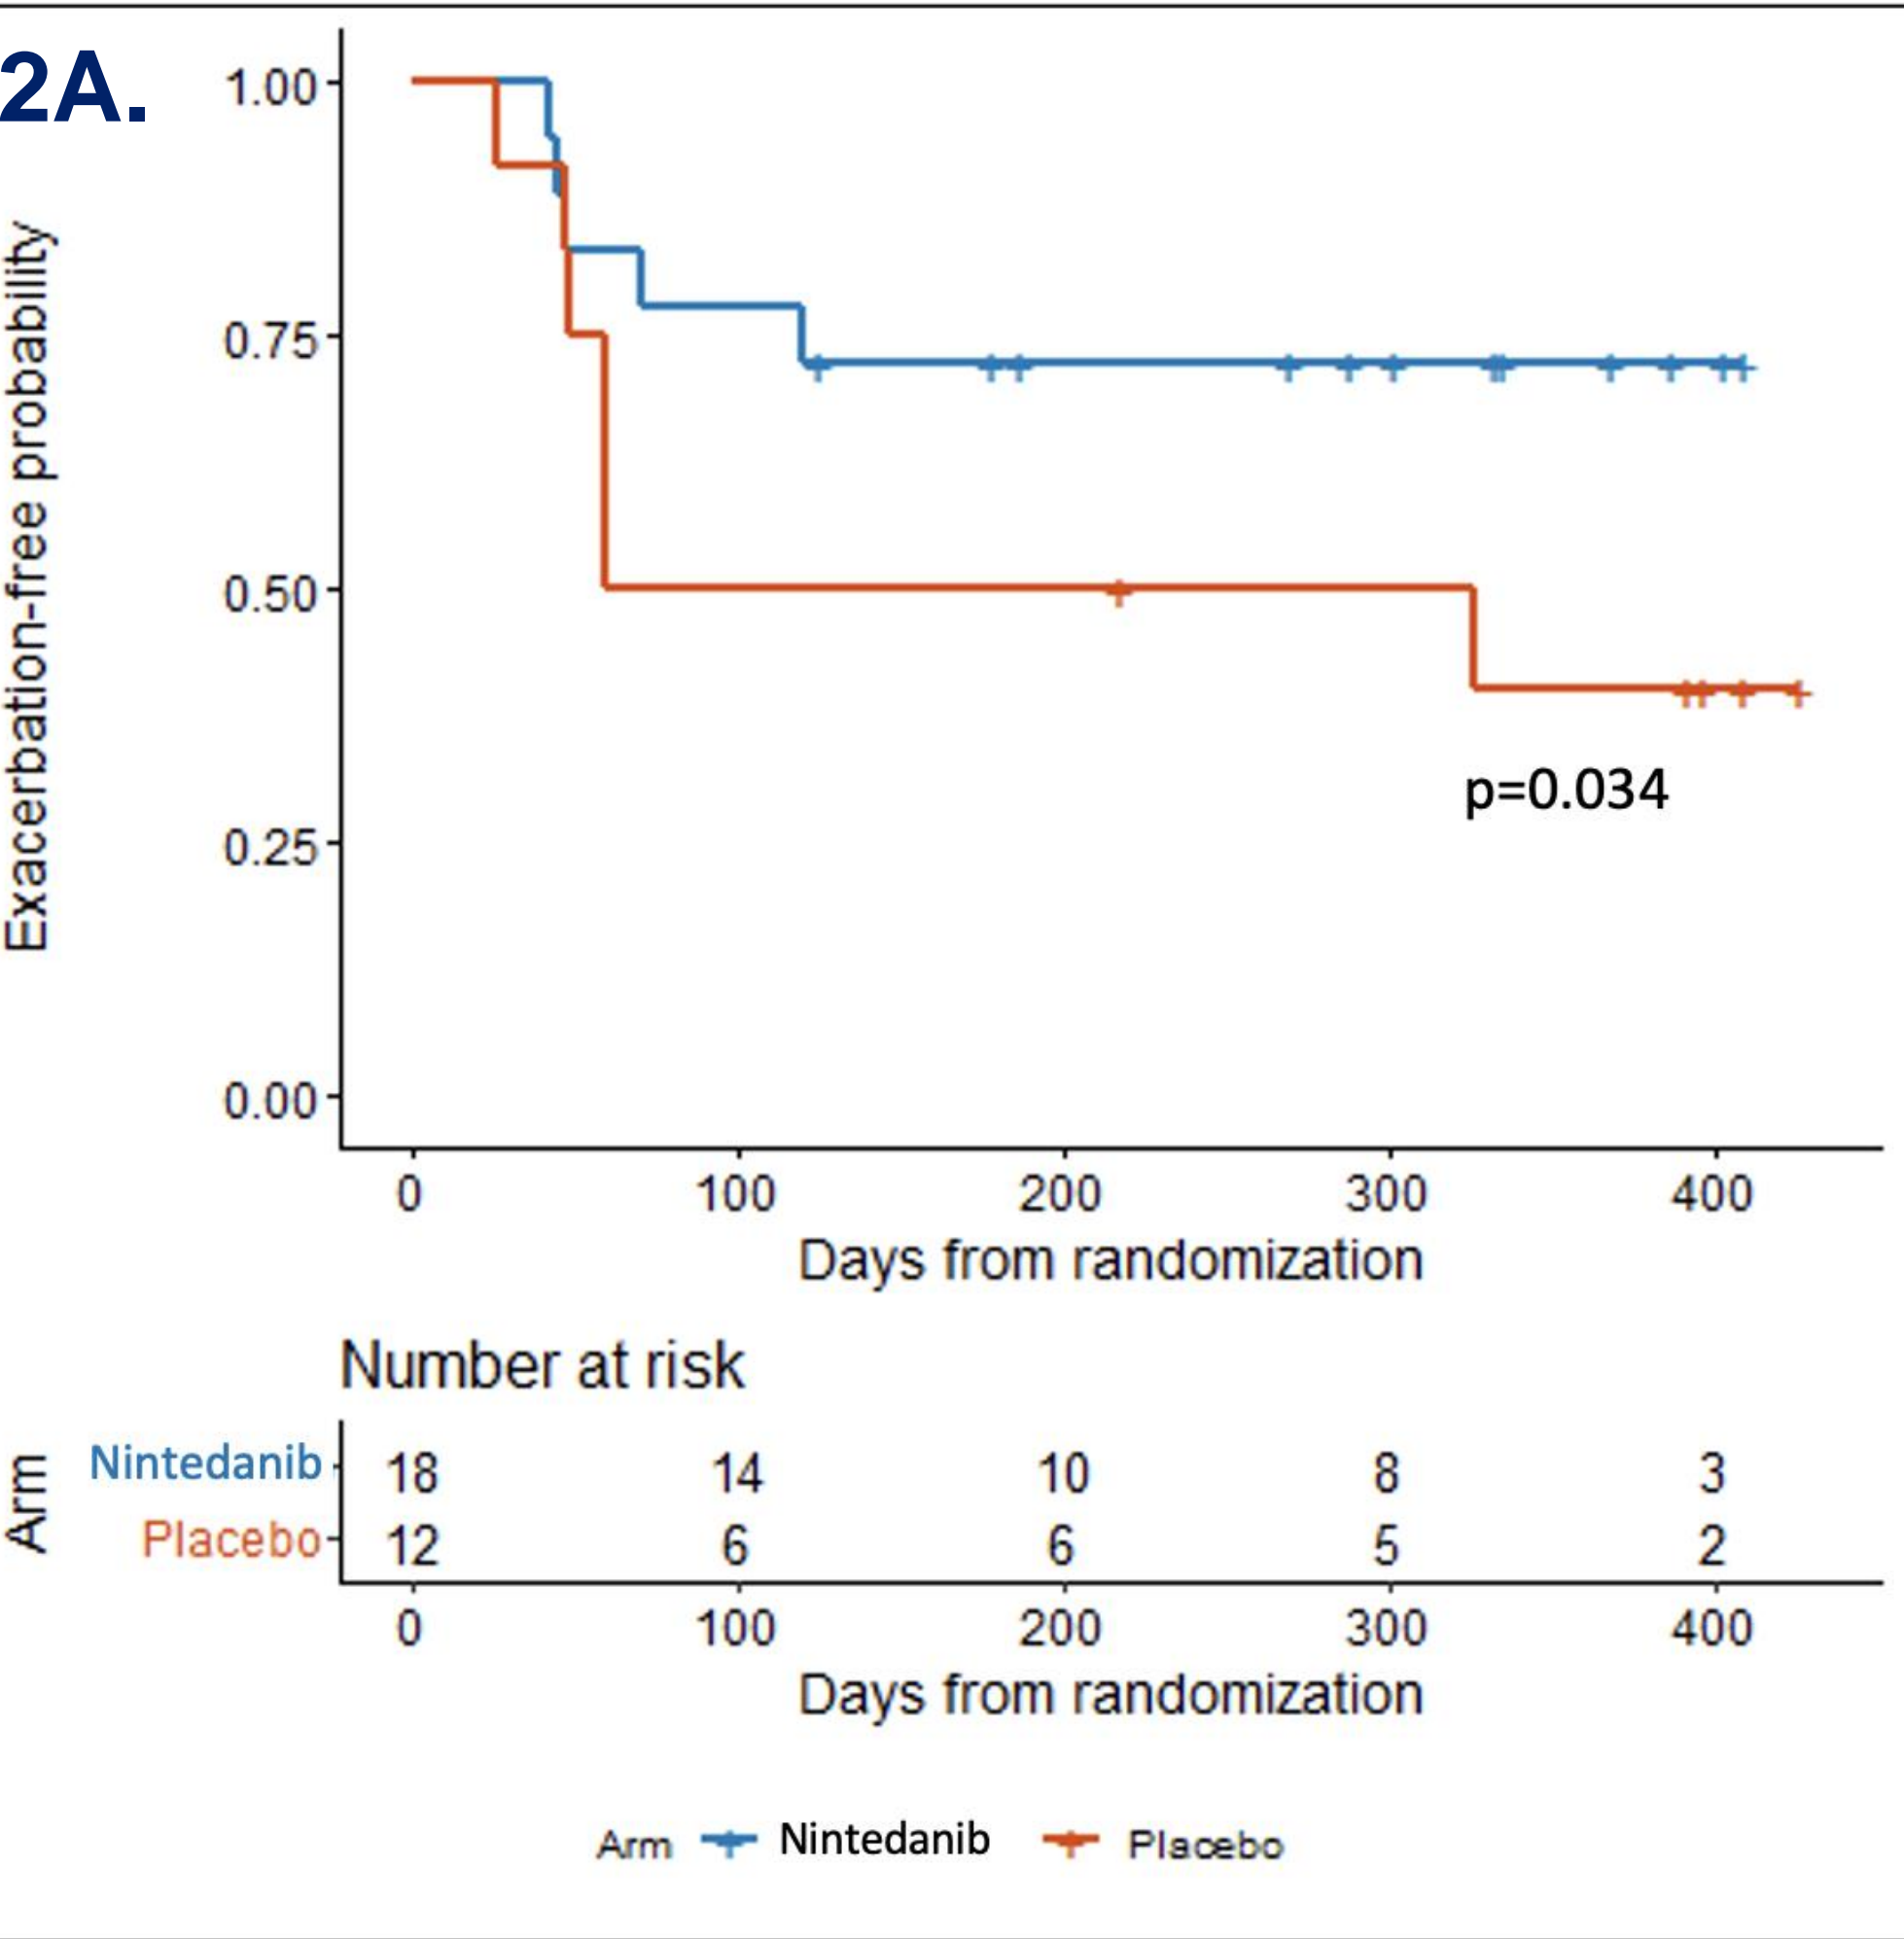 2A.
Exacerbation-free probability
1.00
0.75
0.50
0.25
0.00
p=0.034
0 100 200 300 400
Days from randomization
Number at risk
Arm
Nintedanib 18 14 10 8 3
Placebo 12 6 6 5 2
0 100 200 300 400
Days from randomization
Arm Nintedanib Placebo